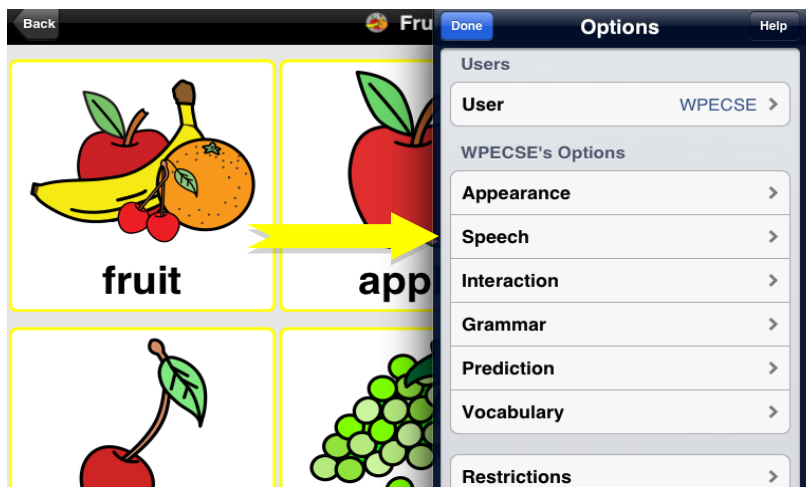 Back
Fru
Done
Options
Help
Users
User
WPECSE
WPECSE's Options
Appearance
Speech
Interaction
Grammar
Prediction
Vocabulary
Restrictions
fruit
app